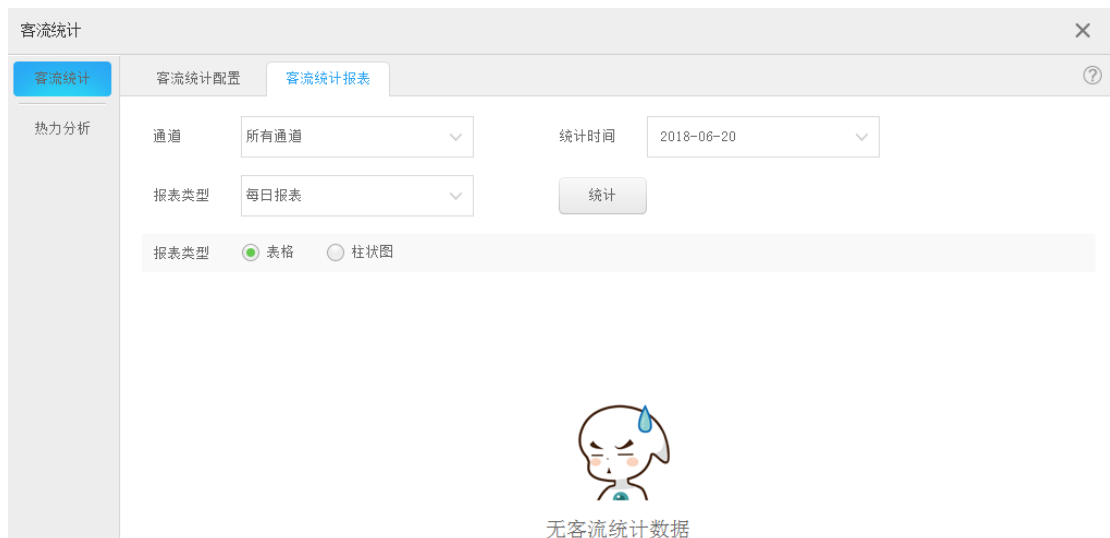 客流统计
客流统计 客流统计配置 客流统计报表
热力分析
通道 所有通道 统计时间 2018-06-20
报表类型 每日报表 统计
报表类型 表格 柱状图
无客流统计数据